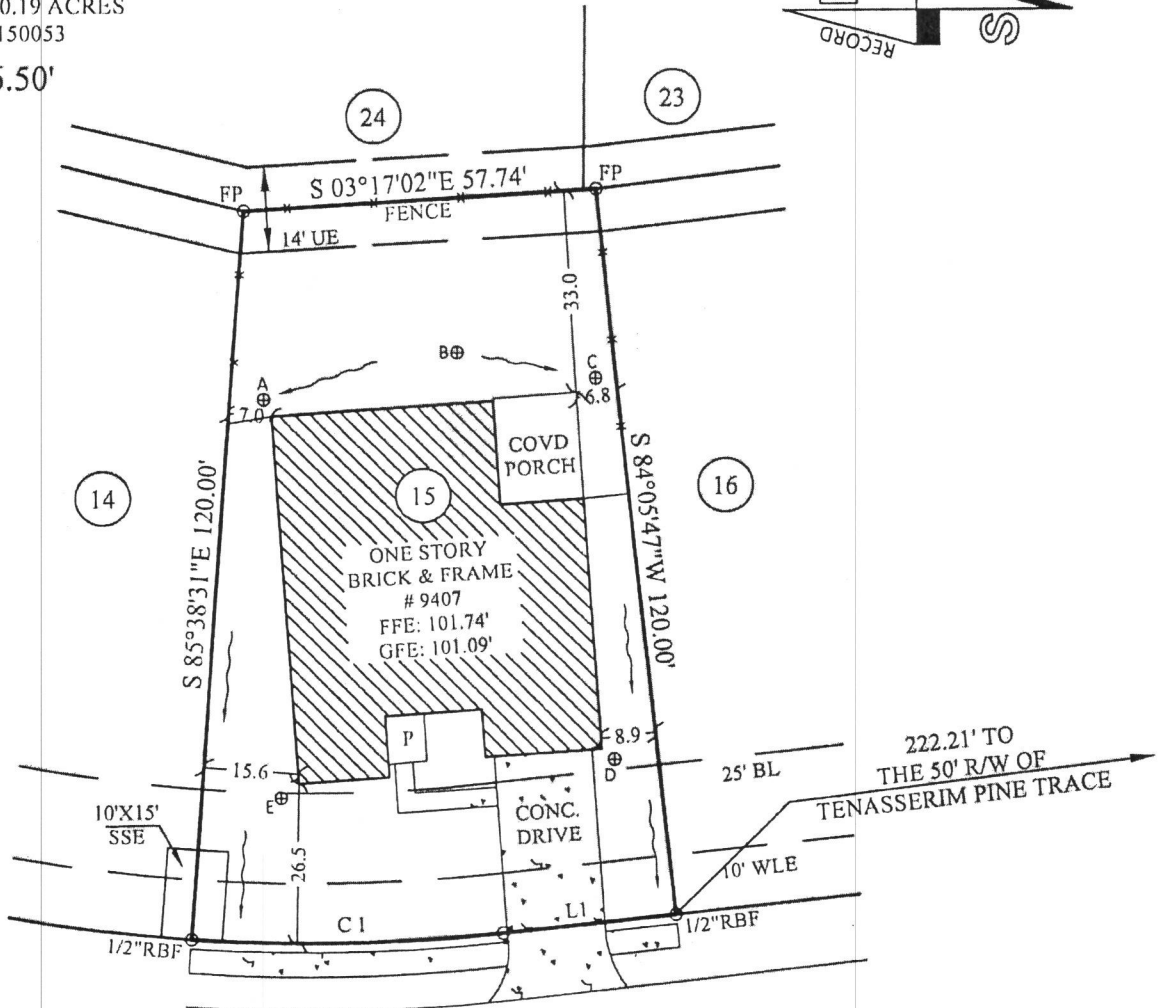 0.19 ACRES
150053
5.50'
RECORD
S
24
23
FP
S 03°17'02"E 57.74'
FP
FENCE
14' UE
33.0
B
A
C
7.0
6.8
COVD
PORCH
14
15
16
S 85°38'31"E 120.00'
S 84°05'47"W 120.00'
ONE STORY
BRICK & FRAME
# 9407
FFE: 101.74'
GFE: 101.09'
P
8.9
15.6
D
25' BL
222.21' TO
THE 50' R/W OF
TENASSERIM PINE TRACE
E
10'X15'
SSE
CONC.
DRIVE
26.5
10' WLE
C1
L1
1/2"RBF
1/2"RBF